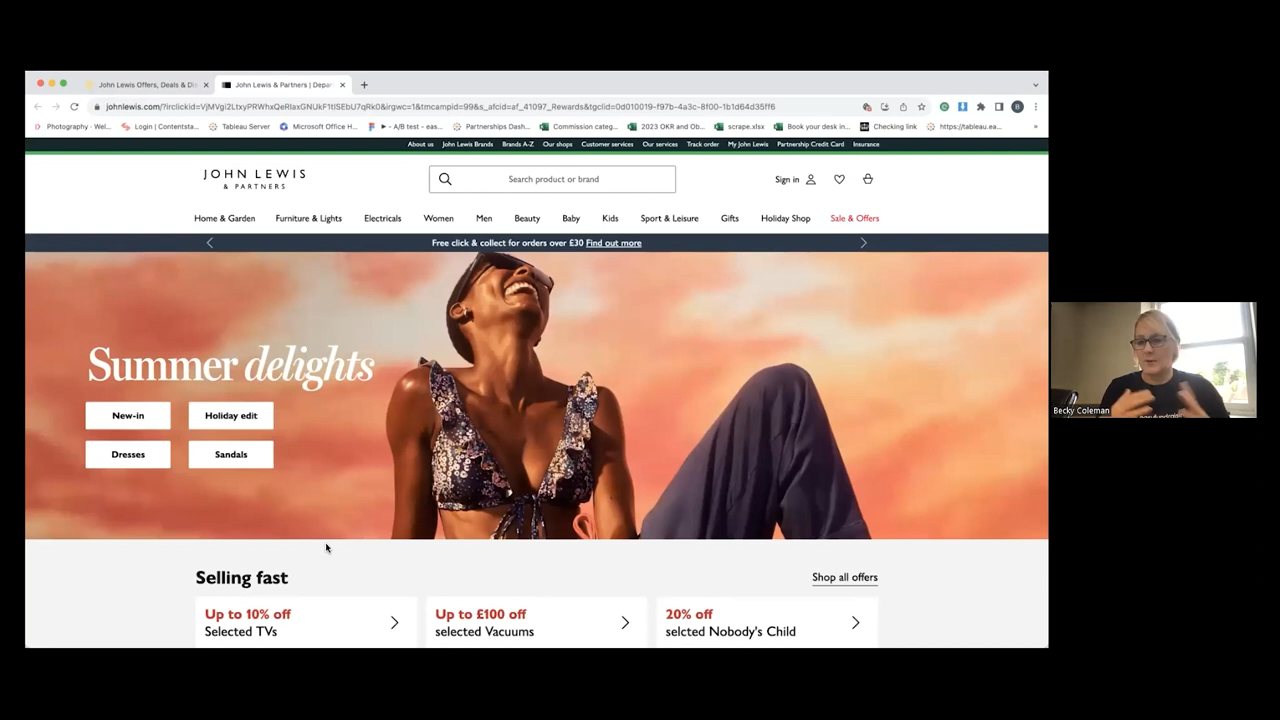 John Lewis Offers, Deals & Di
John Lewis & Partners | Depar
johnlewis.com/?irclickid=VjMVgi2LtxyPRWhxQeRIaxGNUkF1tISEbU7qRk0&irgwc=1&tmcampid=99&s_afcid=af_41097_Rewards&tgclid=0d010019-f97b-4a3c-8f00-1b1d64d35ff6
Photography - Wel...
Login | Contentsta...
Tableau Server
Microsoft Office H...
- A/B test - eas...
Partnerships Dash...
Commission categ...
2023 OKR and Ob...
scrape.xlsx
Book your desk in...
Checking link
https://tableau.ea...
About us
John Lewis Brands
Brands A-Z
Our shops
Customer services
Our services
Track order
My John Lewis
Partnership Credit Card
Insurance
JOHN LEWIS
& PARTNERS
Search product or brand
Sign in
Home & Garden
Furniture & Lights
Electricals
Women
Men
Beauty
Baby
Kids
Sport & Leisure
Gifts
Holiday Shop
Sale & Offers
Free click & collect for orders over £30 Find out more
Summer delights
New-in
Holiday edit
Dresses
Sandals
Selling fast
Shop all offers
Up to 10% off
Selected TVs
Up to £100 off
selected Vacuums
20% off
selcted Nobody's Child
Becky Coleman